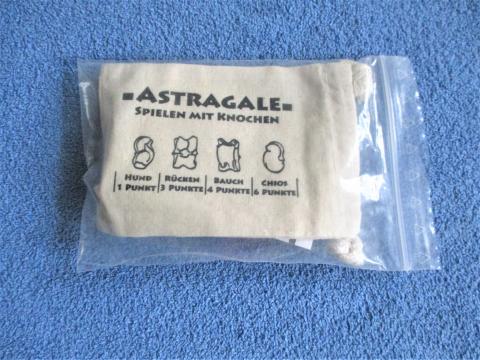 Astragale
Spielen mit Knochen
Hund Rücken Bauch Chios
1 Punkt 3 Punkte 4 Punkte 6 Punkte